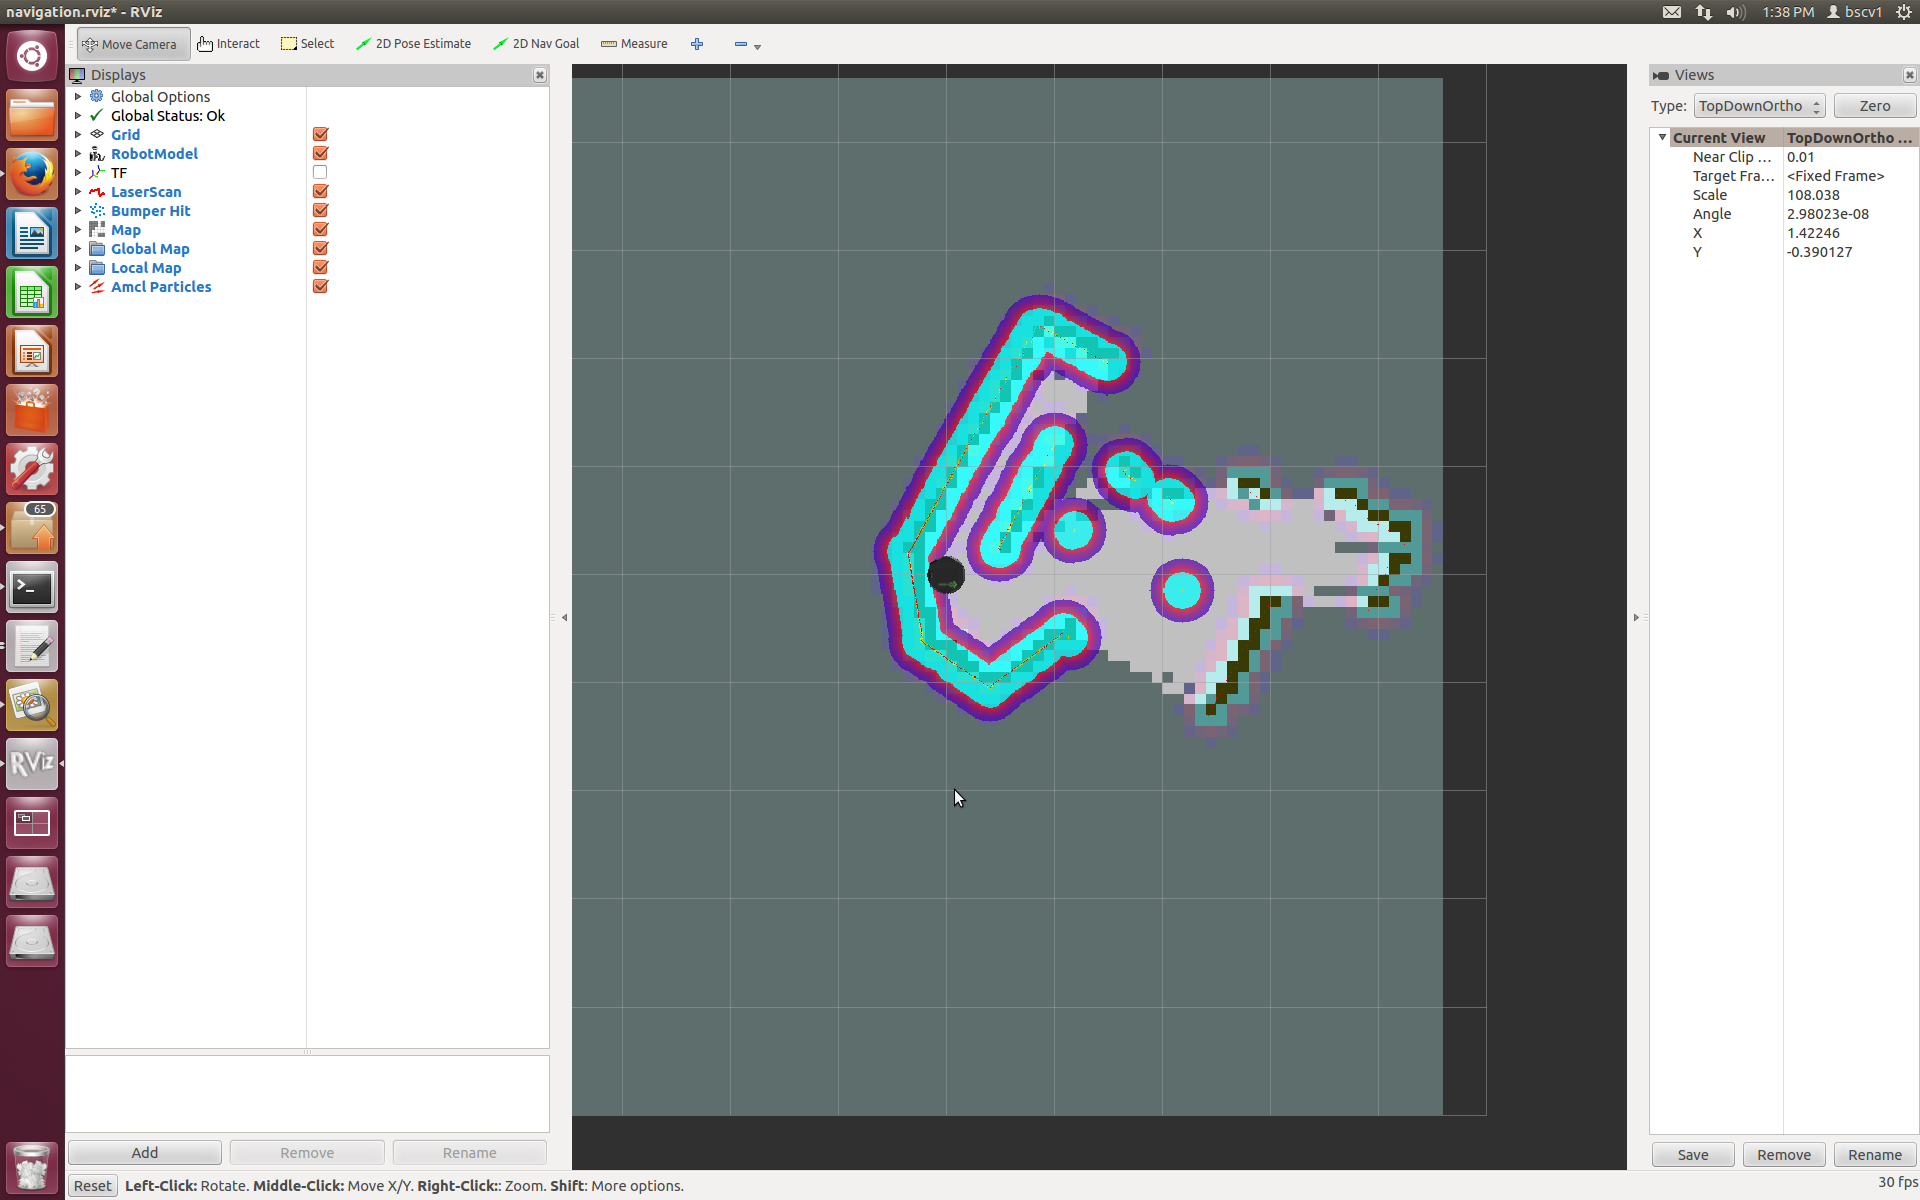 navigation.rviz* - RViz
1:38 PM
bscv1
Move Camera
Interact
Select
2D Pose Estimate
2D Nav Goal
Measure
Displays
Global Options
Global Status: Ok
Grid
RobotModel
TF
LaserScan
Bumper Hit
Map
Global Map
Local Map
Amcl Particles
Add
Remove
Rename
Reset
Left-Click: Rotate. Middle-Click: Move X/Y. Right-Click:: Zoom. Shift: More options.
Views
Type: TopDownOrtho Zero
Current View TopDownOrtho ...
Near Clip ... 0.01
Target Fra... <Fixed Frame>
Scale 108.038
Angle 2.98023e-08
X 1.42246
Y -0.390127
Save
Remove
Rename
30 fps
65
>_
RViz